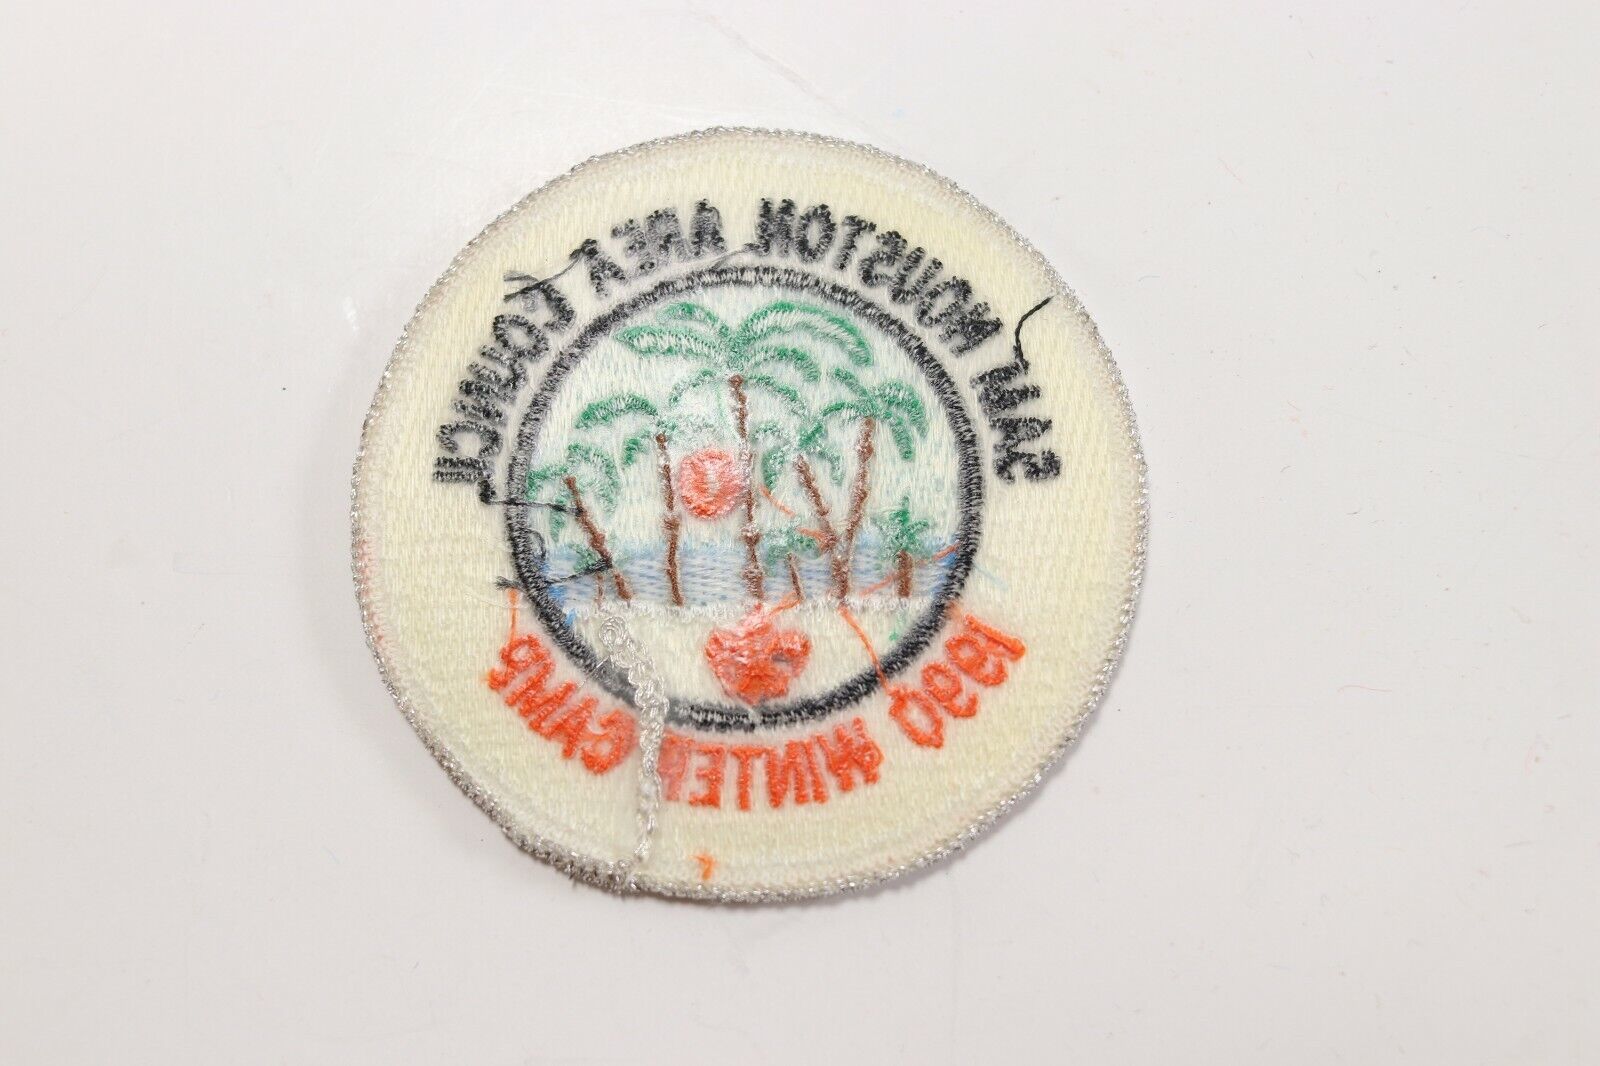 SAM HOUSTON AREA COUNCIL
1990 WINTER CAMP